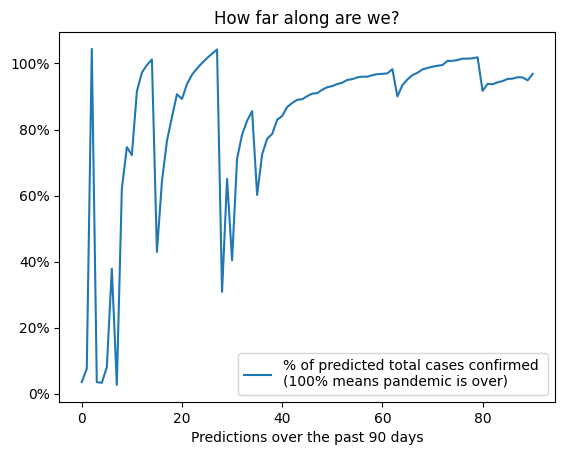 How far along are we?
100%
80%
60%
40%
20%
0%
% of predicted total cases confirmed
(100% means pandemic is over)
0 20 40 60 80
Predictions over the past 90 days